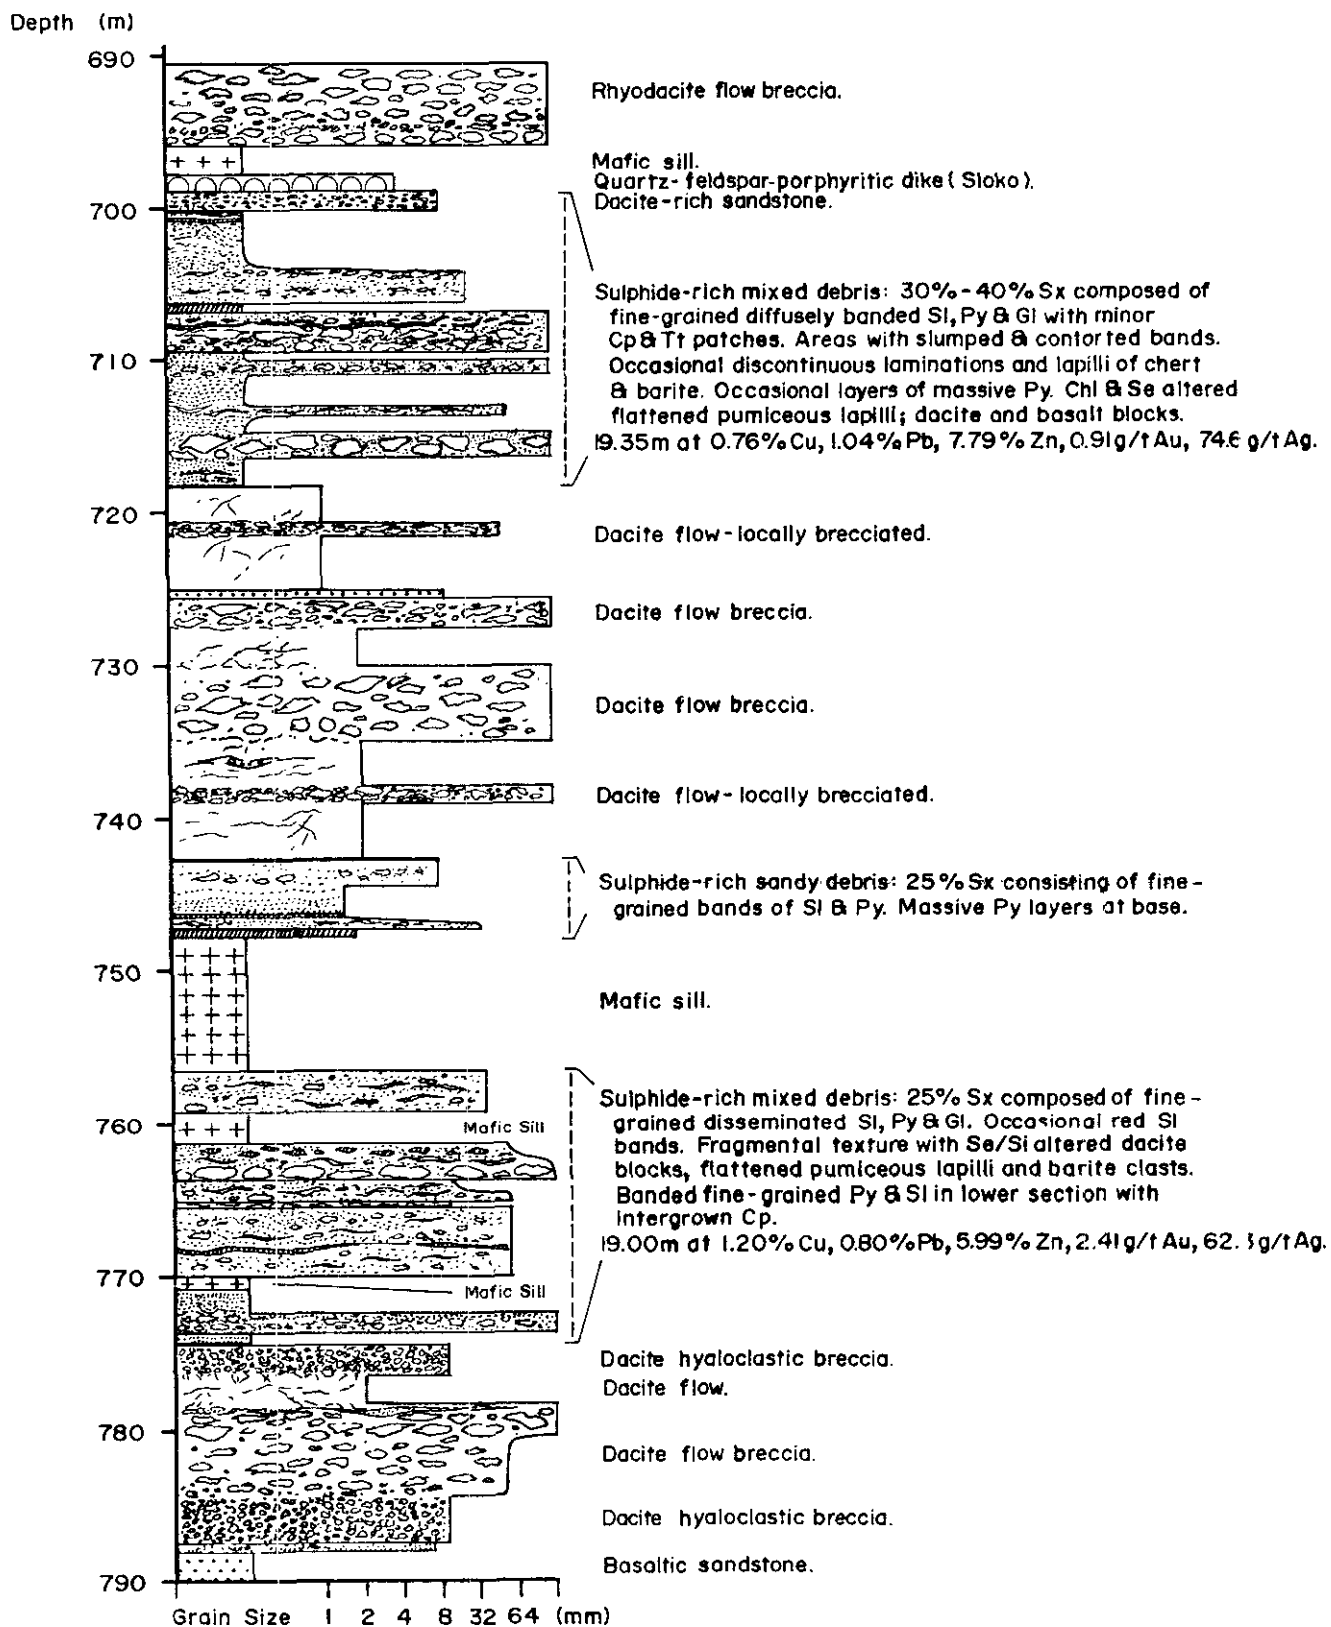 Depth (m)
690
Rhyodacite flow breccia.
Mafic sill.
Quartz-feldspar-porphyritic dike (Sloko).
Dacite-rich sandstone.
700
Sulphide-rich mixed debris: 30%-40% Sx composed of
fine-grained diffusely banded Sl, Py & Gl with minor
Cp & Tt patches. Areas with slumped & contorted bands.
Occasional discontinuous laminations and lapilli of chert
& barite. Occasional layers of massive Py. Chl & Se altered
flattened pumiceous lapilli; dacite and basalt blocks.
19.35m at 0.76% Cu, 1.04% Pb, 7.79% Zn, 0.91g/t Au, 74.6 g/t Ag.
710
720
Dacite flow-locally brecciated.
Dacite flow breccia.
730
Dacite flow breccia.
Dacite flow-locally brecciated.
740
Sulphide-rich sandy debris: 25% Sx consisting of fine-
grained bands of Sl & Py. Massive Py layers at base.
750
Mafic sill.
Sulphide-rich mixed debris: 25% Sx composed of fine-
grained disseminated Sl, Py & Gl. Occasional red Sl
bands. Fragmental texture with Se/Si altered dacite
blocks, flattened pumiceous lapilli and barite clasts.
Banded fine-grained Py & Sl in lower section with
intergrown Cp.
19.00m at 1.20% Cu, 0.80% Pb, 5.99% Zn, 2.41g/t Au, g/t Ag.
760
Mafic Sill
770
Mafic Sill
Dacite hyaloclastic breccia.
Dacite flow.
780
Dacite flow breccia.
Dacite hyaloclastic breccia.
Basaltic sandstone.
790
Grain Size 1 2 4 8 32 64 (mm)